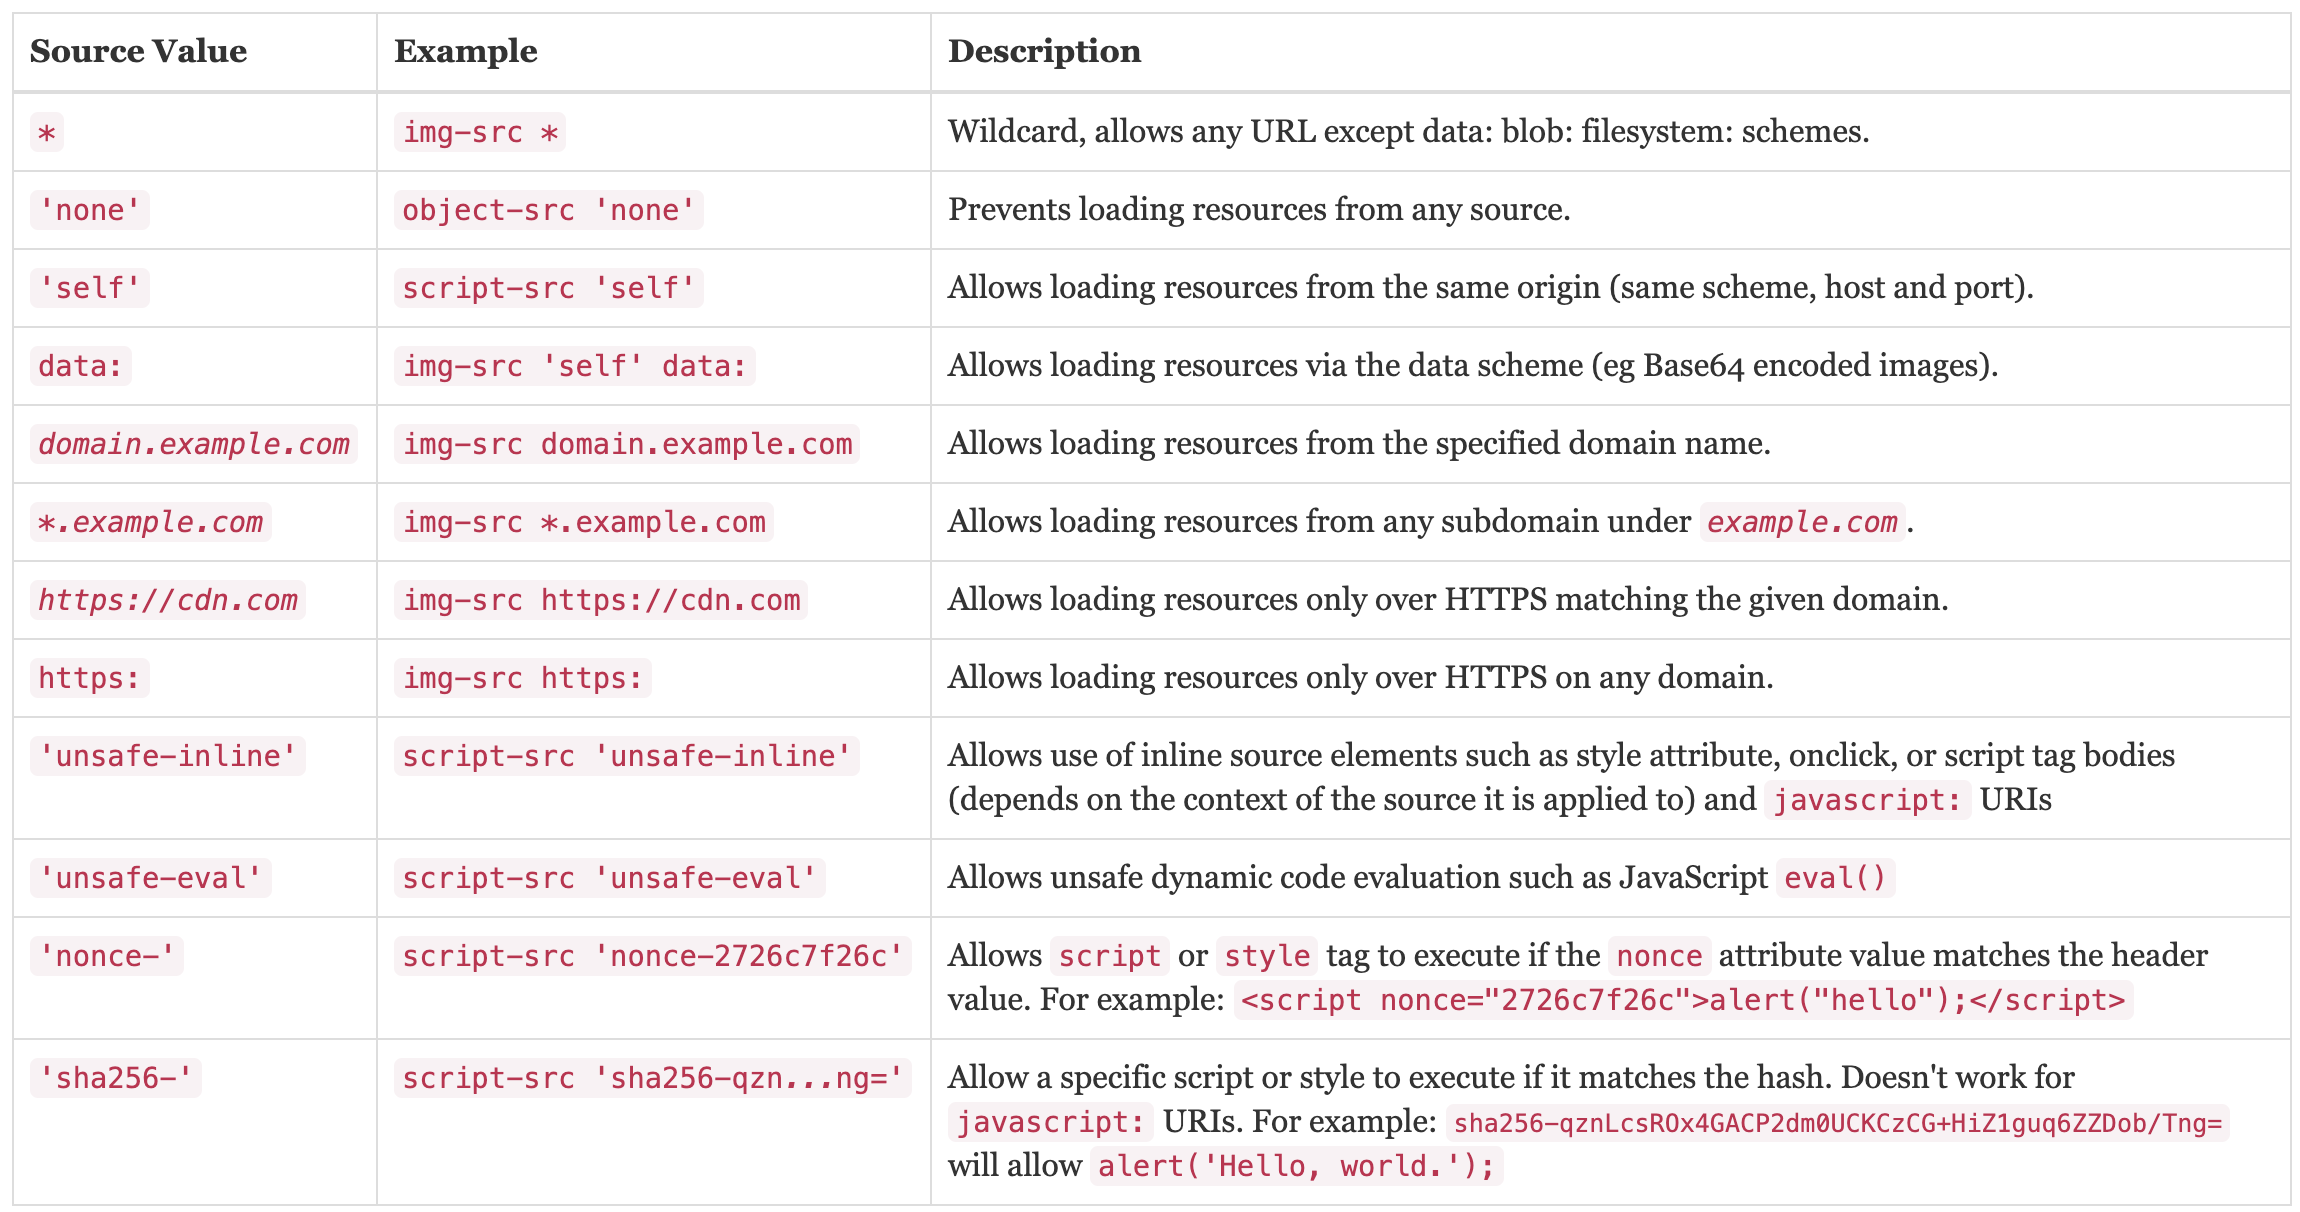 Source Value Example Description
* img-src * Wildcard, allows any URL except data: blob: filesystem: schemes.
'none' object-src 'none' Prevents loading resources from any source.
'self' script-src 'self' Allows loading resources from the same origin (same scheme, host and port).
data: img-src 'self' data: Allows loading resources via the data scheme (eg Base64 encoded images).
domain.example.com img-src domain.example.com Allows loading resources from the specified domain name.
*.example.com img-src *.example.com Allows loading resources from any subdomain under example.com.
https://cdn.com img-src https://cdn.com Allows loading resources only over HTTPS matching the given domain.
https: img-src https: Allows loading resources only over HTTPS on any domain.
'unsafe-inline' script-src 'unsafe-inline' Allows use of inline source elements such as style attribute, onclick, or script tag bodies
(depends on the context of the source it is applied to) and javascript: URIs
'unsafe-eval' script-src 'unsafe-eval' Allows unsafe dynamic code evaluation such as JavaScript eval()
'nonce-' script-src 'nonce-2726c7f26c' Allows script or style tag to execute if the nonce attribute value matches the header
value. For example: <script nonce="2726c7f26c">alert("hello");</script>
'sha256-' script-src 'sha256-qzn...ng=' Allow a specific script or style to execute if it matches the hash. Doesn't work for
javascript: URIs. For example: sha256-qznLcsROx4GACP2dm0UCKCzCG+HiZ1guq6ZZDob/Tng=
will allow alert('Hello, world.');